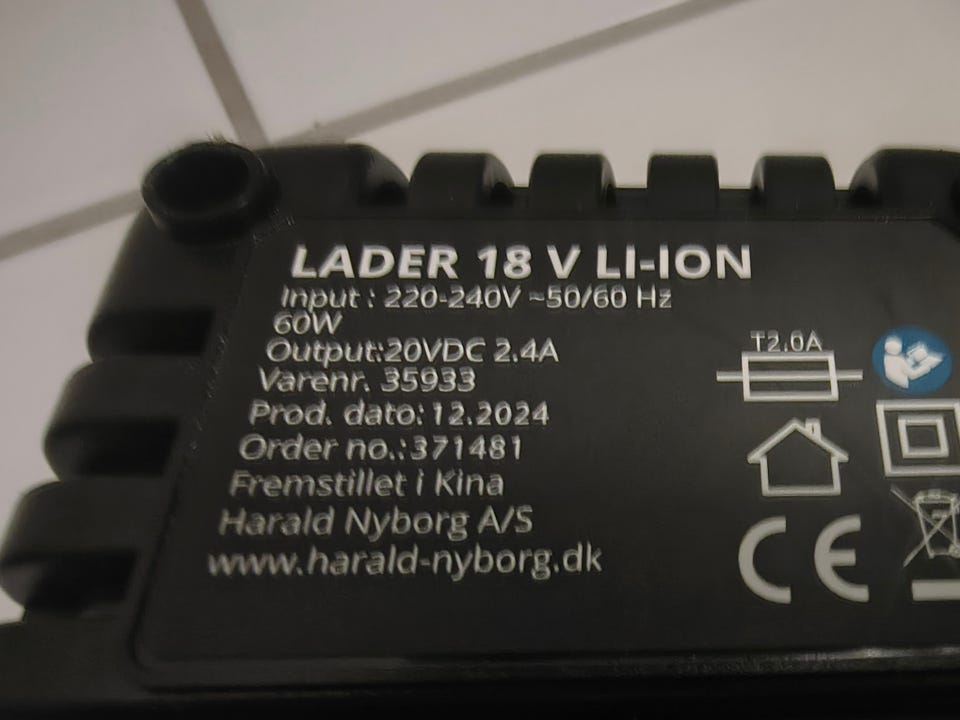 LADER 18 V LI-ION
Input : 220-240V ~50/60 Hz
60W
Output:20VDC 2.4A
Varenr. 35933
Prod. dato: 12.2024
Order no.:371481
Fremstillet i Kina
Harald Nyborg A/S
www.harald-nyborg.dk
T2.0A
CE